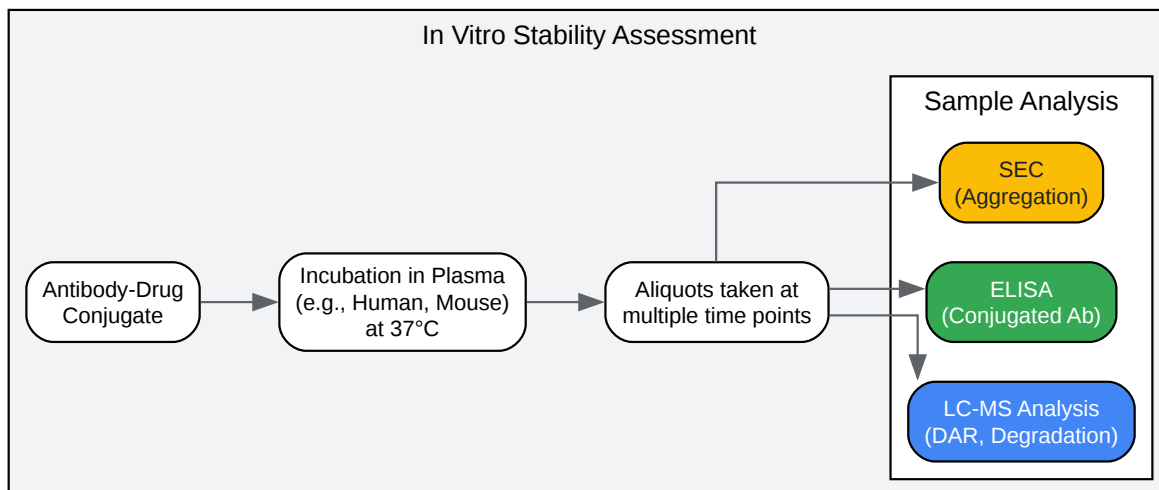 In Vitro Stability Assessment
Sample Analysis
SEC
(Aggregation)
Antibody-Drug
Conjugate
Incubation in Plasma
(e.g., Human, Mouse)
at 37°C
Aliquots taken at
multiple time points
ELISA
(Conjugated Ab)
LC-MS Analysis
(DAR, Degradation)